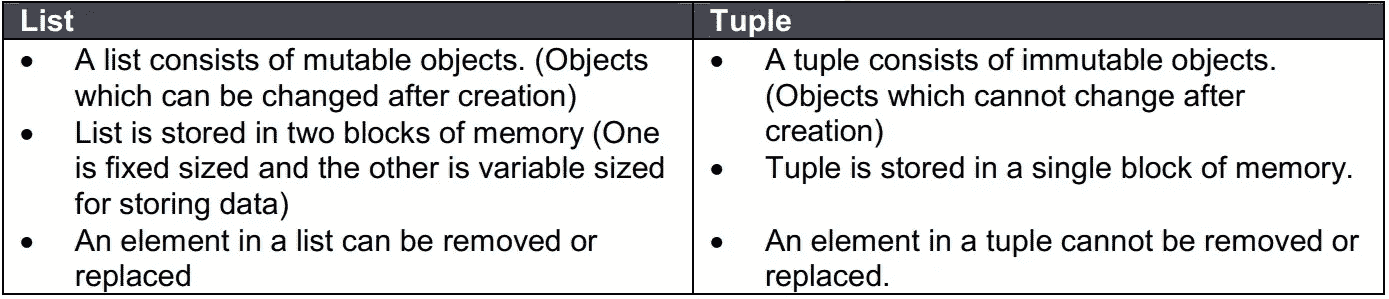 List
• A list consists of mutable objects. (Objects
which can be changed after creation)
• List is stored in two blocks of memory (One
is fixed sized and the other is variable sized
for storing data)
• An element in a list can be removed or
replaced
Tuple
• A tuple consists of immutable objects.
(Objects which cannot change after
creation)
• Tuple is stored in a single block of memory.
• An element in a tuple cannot be removed or
replaced.